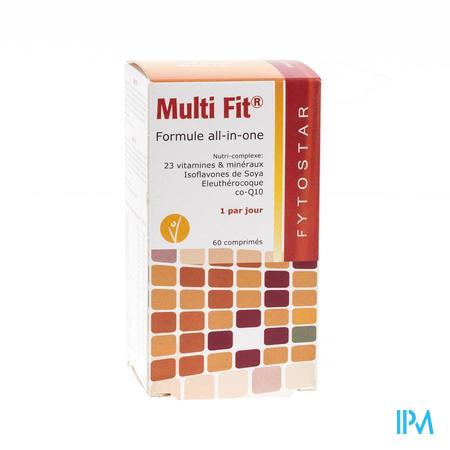 Multi Fit®
Formule all-in-one
Nutri-complexe:
23 vitamines & minéraux
Isoflavones de Soya
Eleuthérocoque
co-Q10
1 par jour
60 comprimés
FYTOSTAR
IPM